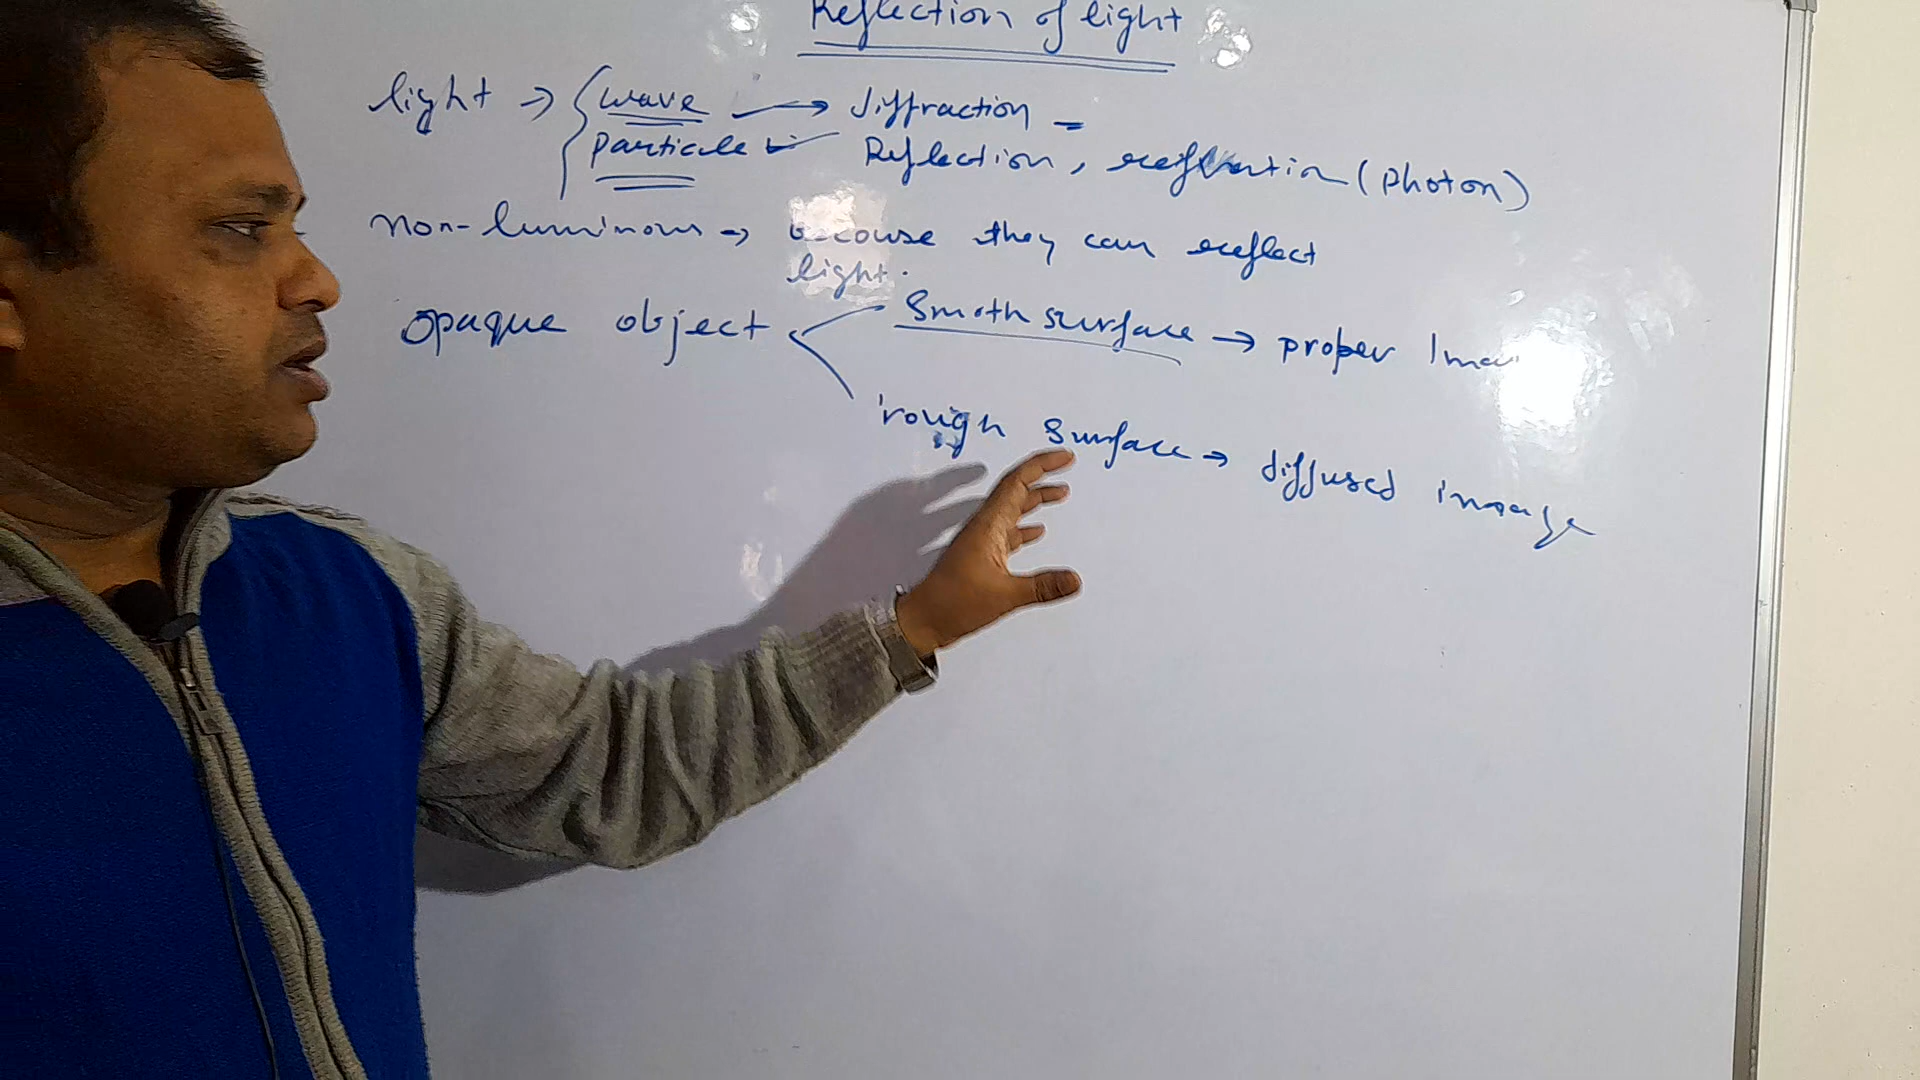 Reflection of light
light → { wave → diffraction -
particle Reflection, (photon)
non-luminous → because they can reflect
light.
opaque object Smoth surface → proper Ima
rough surface → diffused image